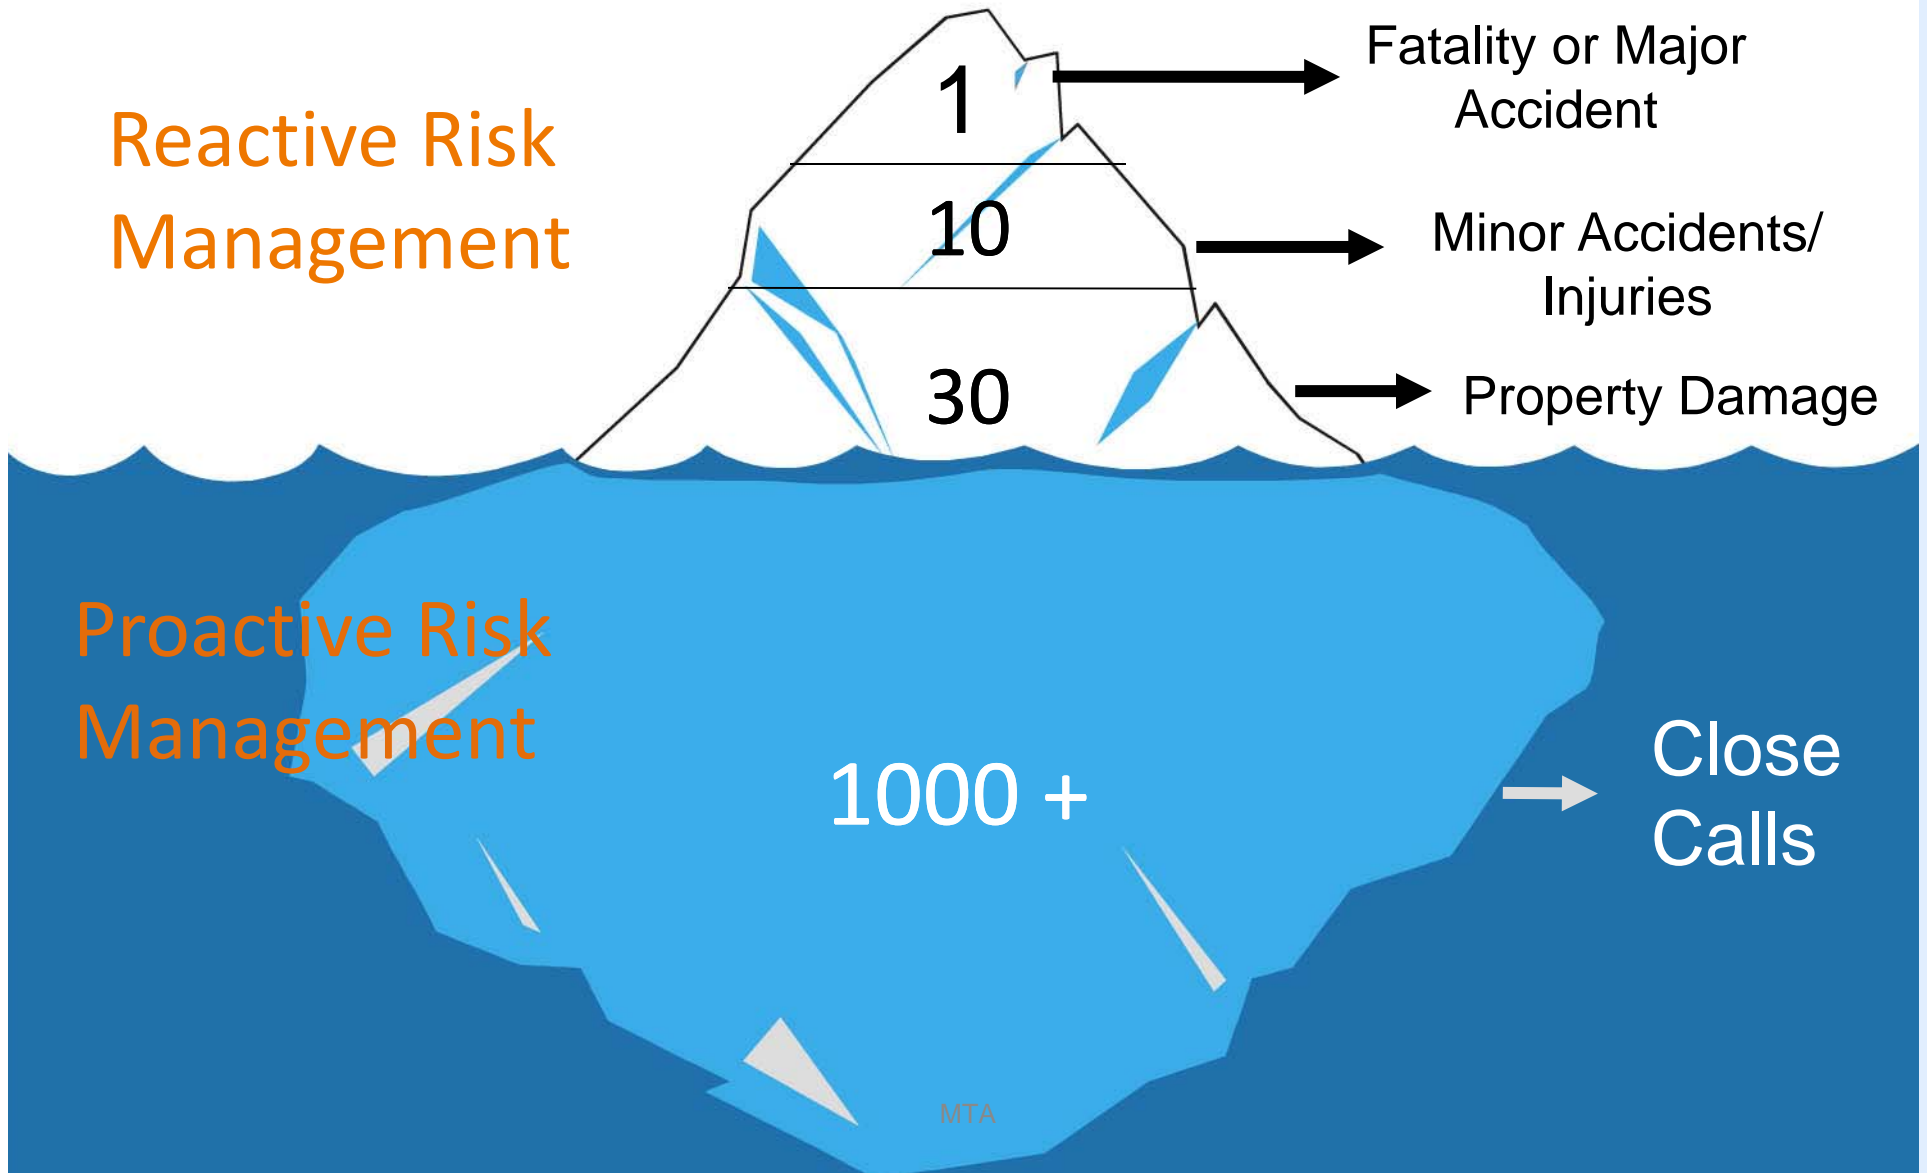 Reactive Risk
Management
1
Fatality or Major
Accident
10
Minor Accidents/
Injuries
30
Property Damage
Proactive Risk
Management
1000 +
Close
Calls
MTA